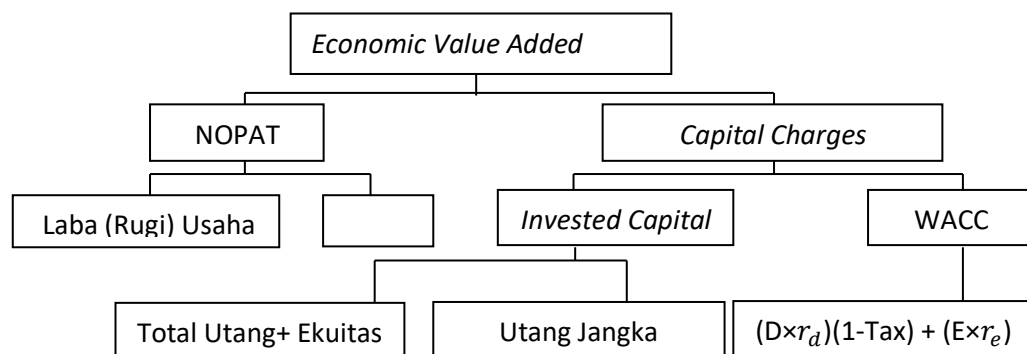 Economic Value Added
NOPAT
Capital Charges
Laba (Rugi) Usaha
Invested Capital
WACC
Total Utang+ Ekuitas
Utang Jangka
(D×r_d)(1-Tax) + (E×r_e)